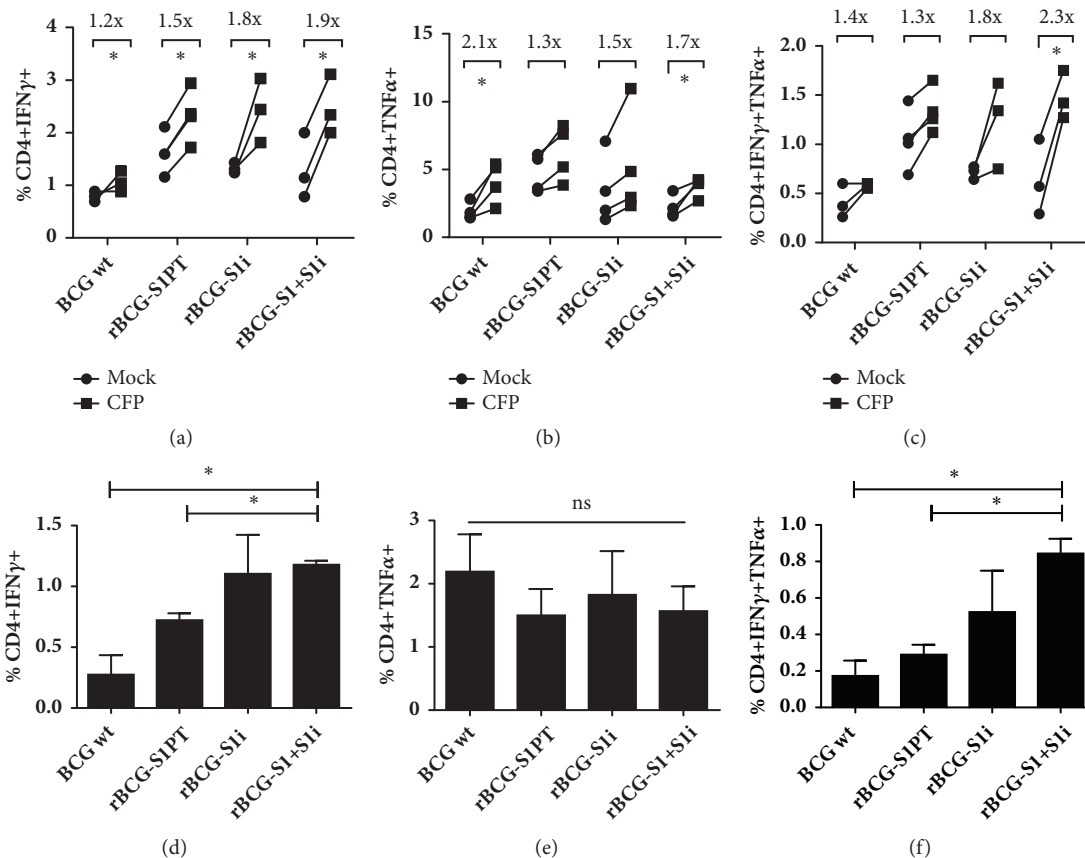 1.2x 1.5x 1.8x 1.9x
* * * *
4
3
2
1
0
% CD4+IFNγ+
BCG wt
rBCG-S1PT
rBCG-S1i
rBCG-S1+S1i
Mock
CFP
(a)
2.1x 1.3x 1.5x 1.7x
* *
15
10
5
0
% CD4+TNFα+
BCG wt
rBCG-S1PT
rBCG-S1i
rBCG-S1+S1i
Mock
CFP
(b)
1.4x 1.3x 1.8x 2.3x
*
2.0
1.5
1.0
0.5
0.0
% CD4+IFNγ+TNFα+
BCG wt
rBCG-S1PT
rBCG-S1i
rBCG-S1+S1i
Mock
CFP
(c)
*
*
1.5
1.0
0.5
0.0
% CD4+IFNγ+
BCG wt
rBCG-S1PT
rBCG-S1i
rBCG-S1+S1i
(d)
ns
3
2
1
0
% CD4+TNFα+
BCG wt
rBCG-S1PT
rBCG-S1i
rBCG-S1+S1i
(e)
*
*
1.0
0.8
0.6
0.4
0.2
0.0
% CD4+IFNγ+TNFα+
BCG wt
rBCG-S1PT
rBCG-S1i
rBCG-S1+S1i
(f)